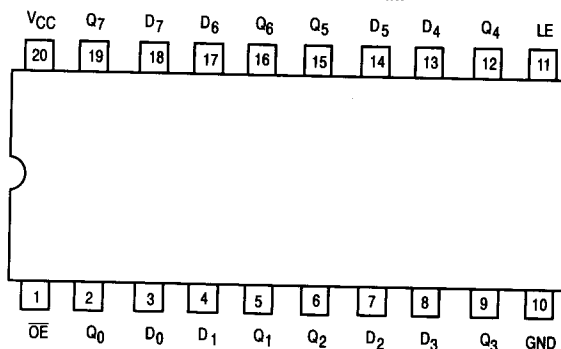 VCC Q7 D7 D6 Q6 Q5 D5 D4 Q4 LE
20 19 18 17 16 15 14 13 12 11
1 2 3 4 5 6 7 8 9 10
OE Q0 D0 D1 Q1 Q2 D2 D3 Q3 GND